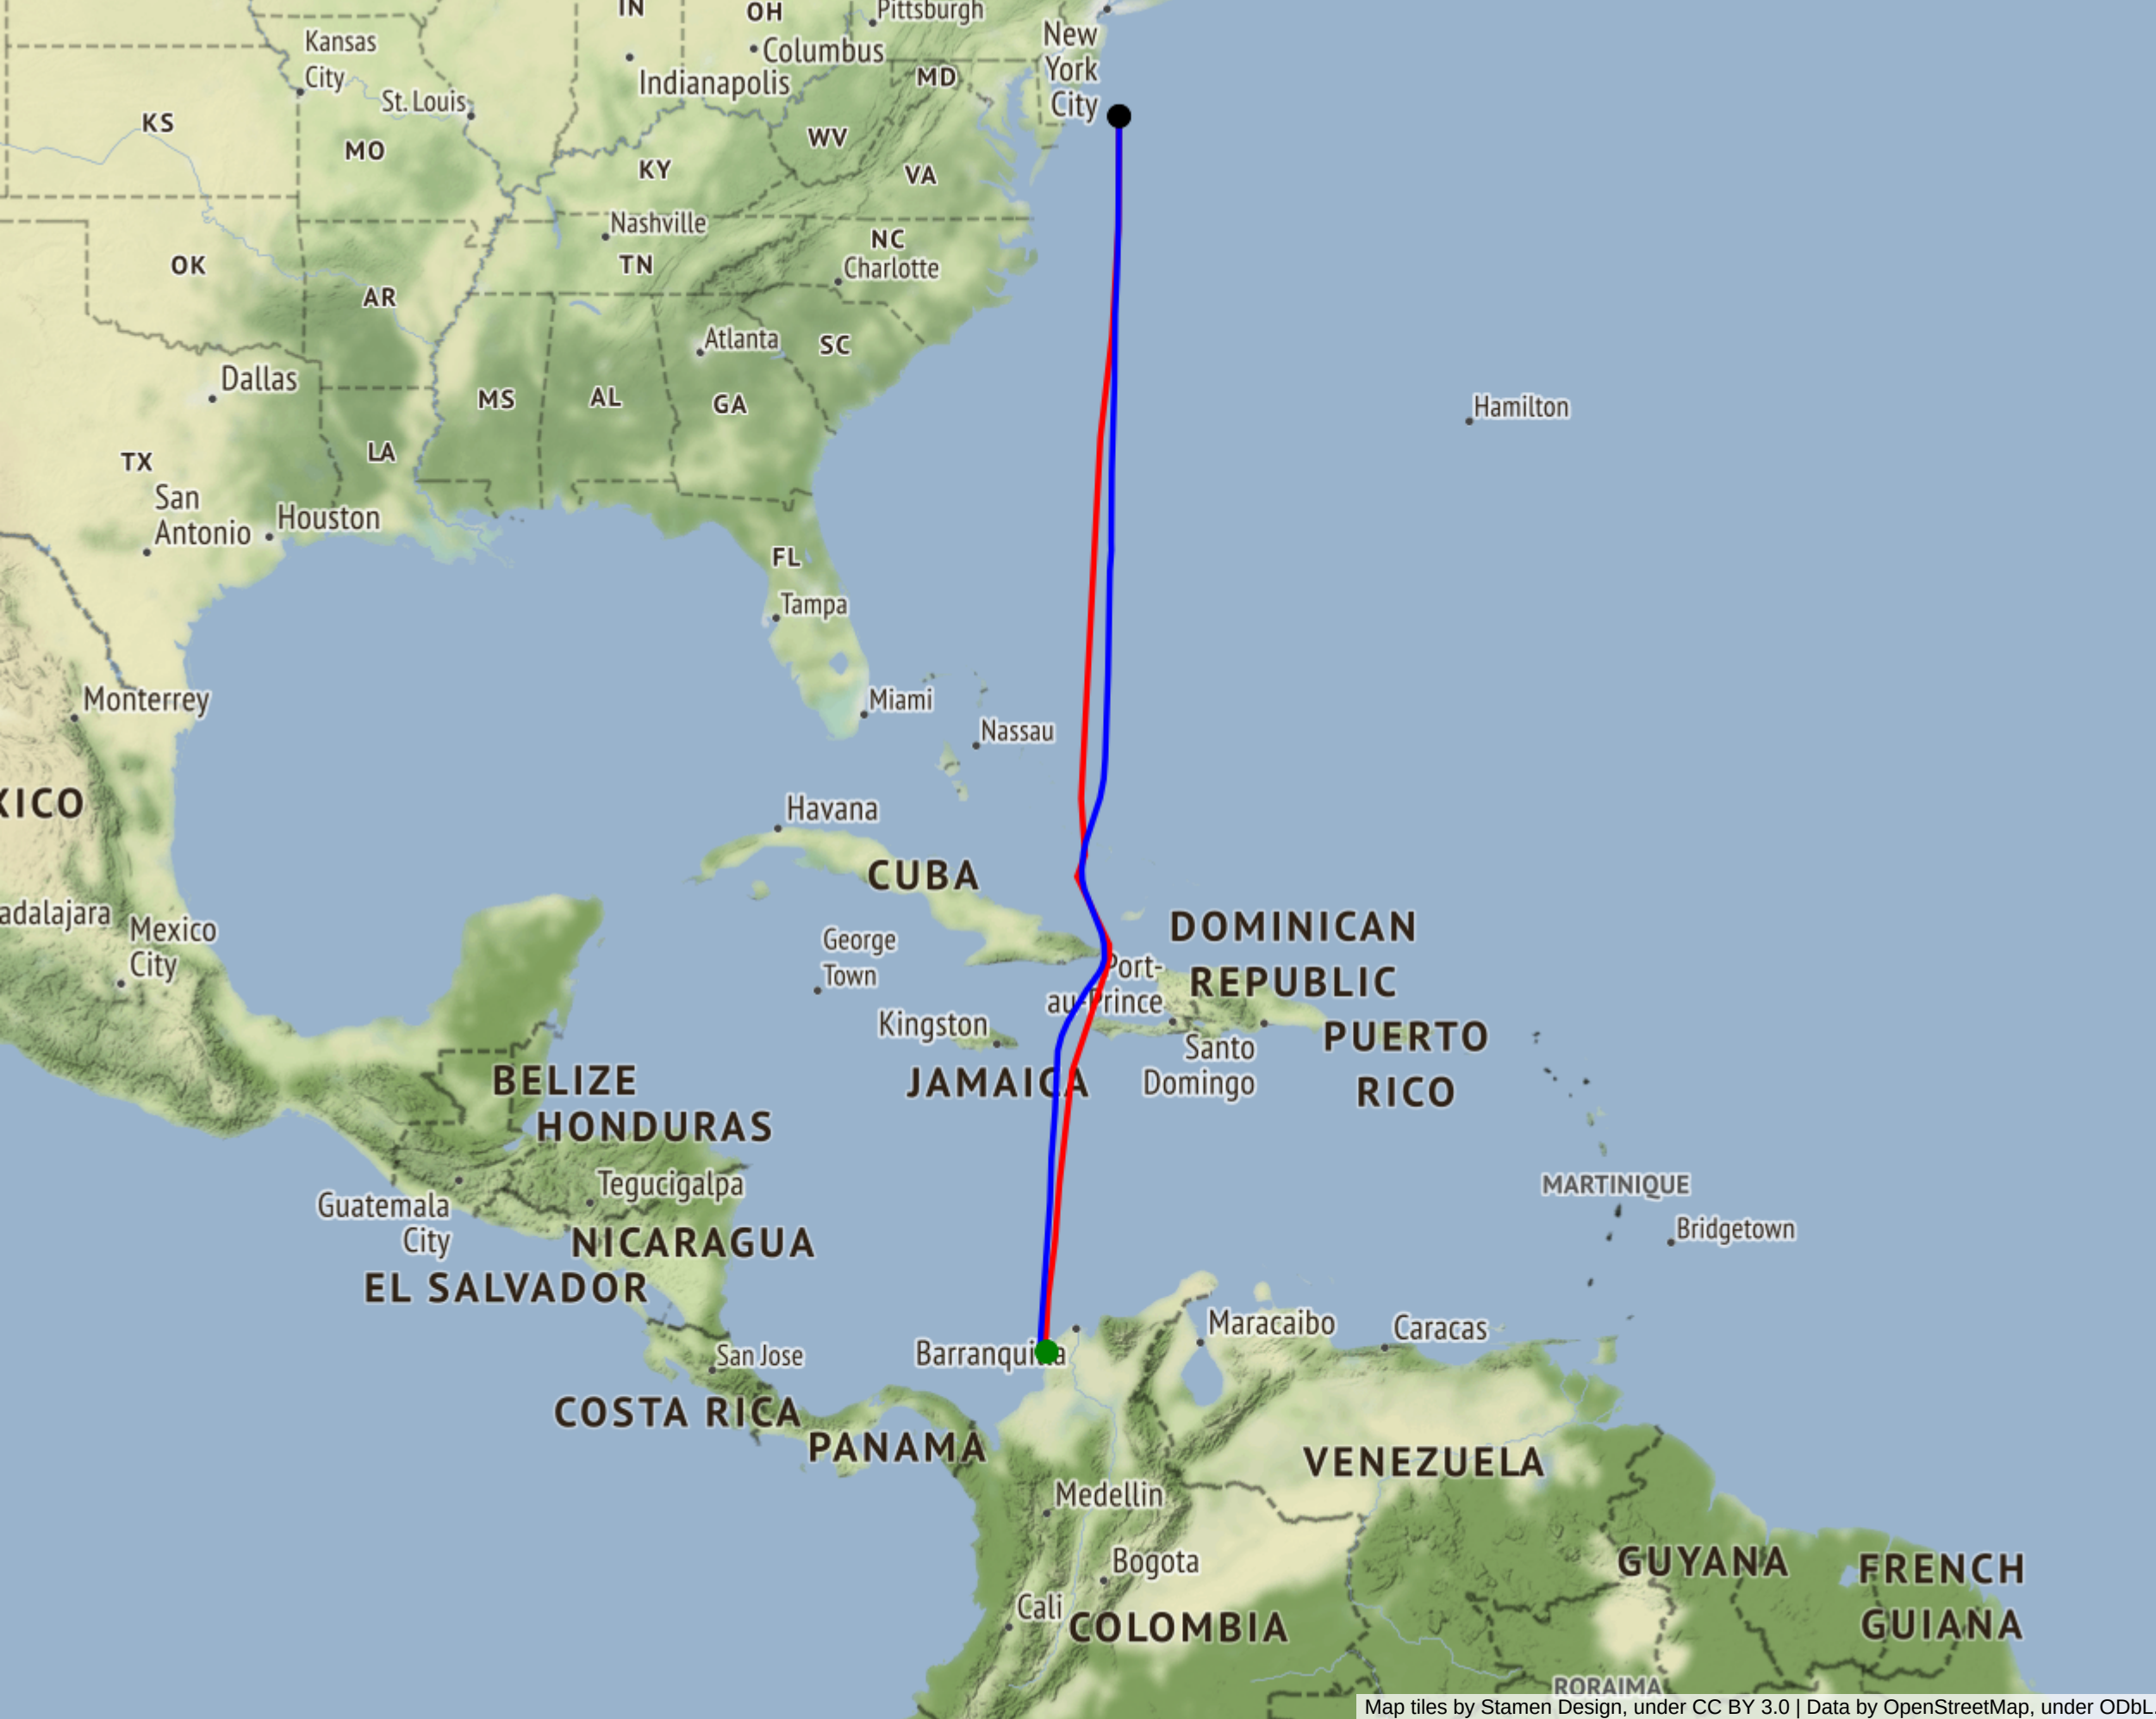 IN
OH
Pittsburgh
New
York
City
Kansas
City
Columbus
Indianapolis
MD
St. Louis
KS
MO
WV
KY
VA
Nashville
NC
Charlotte
OK
TN
AR
Atlanta
SC
Dallas
MS
AL
GA
Hamilton
LA
TX
San
Antonio
Houston
FL
Tampa
Monterrey
Miami
Nassau
XICO
Havana
CUBA
adalajara
Mexico
City
George
Town
DOMINICAN
REPUBLIC
Port-
au-Prince
Kingston
JAMAICA
Santo
Domingo
PUERTO
RICO
BELIZE
HONDURAS
Guatemala
City
Tegucigalpa
MARTINIQUE
Bridgetown
NICARAGUA
EL SALVADOR
Maracaibo
Caracas
Barranquilla
San Jose
COSTA RICA
PANAMA
VENEZUELA
Medellin
Bogota
GUYANA
FRENCH
GUIANA
Cali
COLOMBIA
RORAIMA
Map tiles by Stamen Design, under CC BY 3.0 | Data by OpenStreetMap, under ODbL